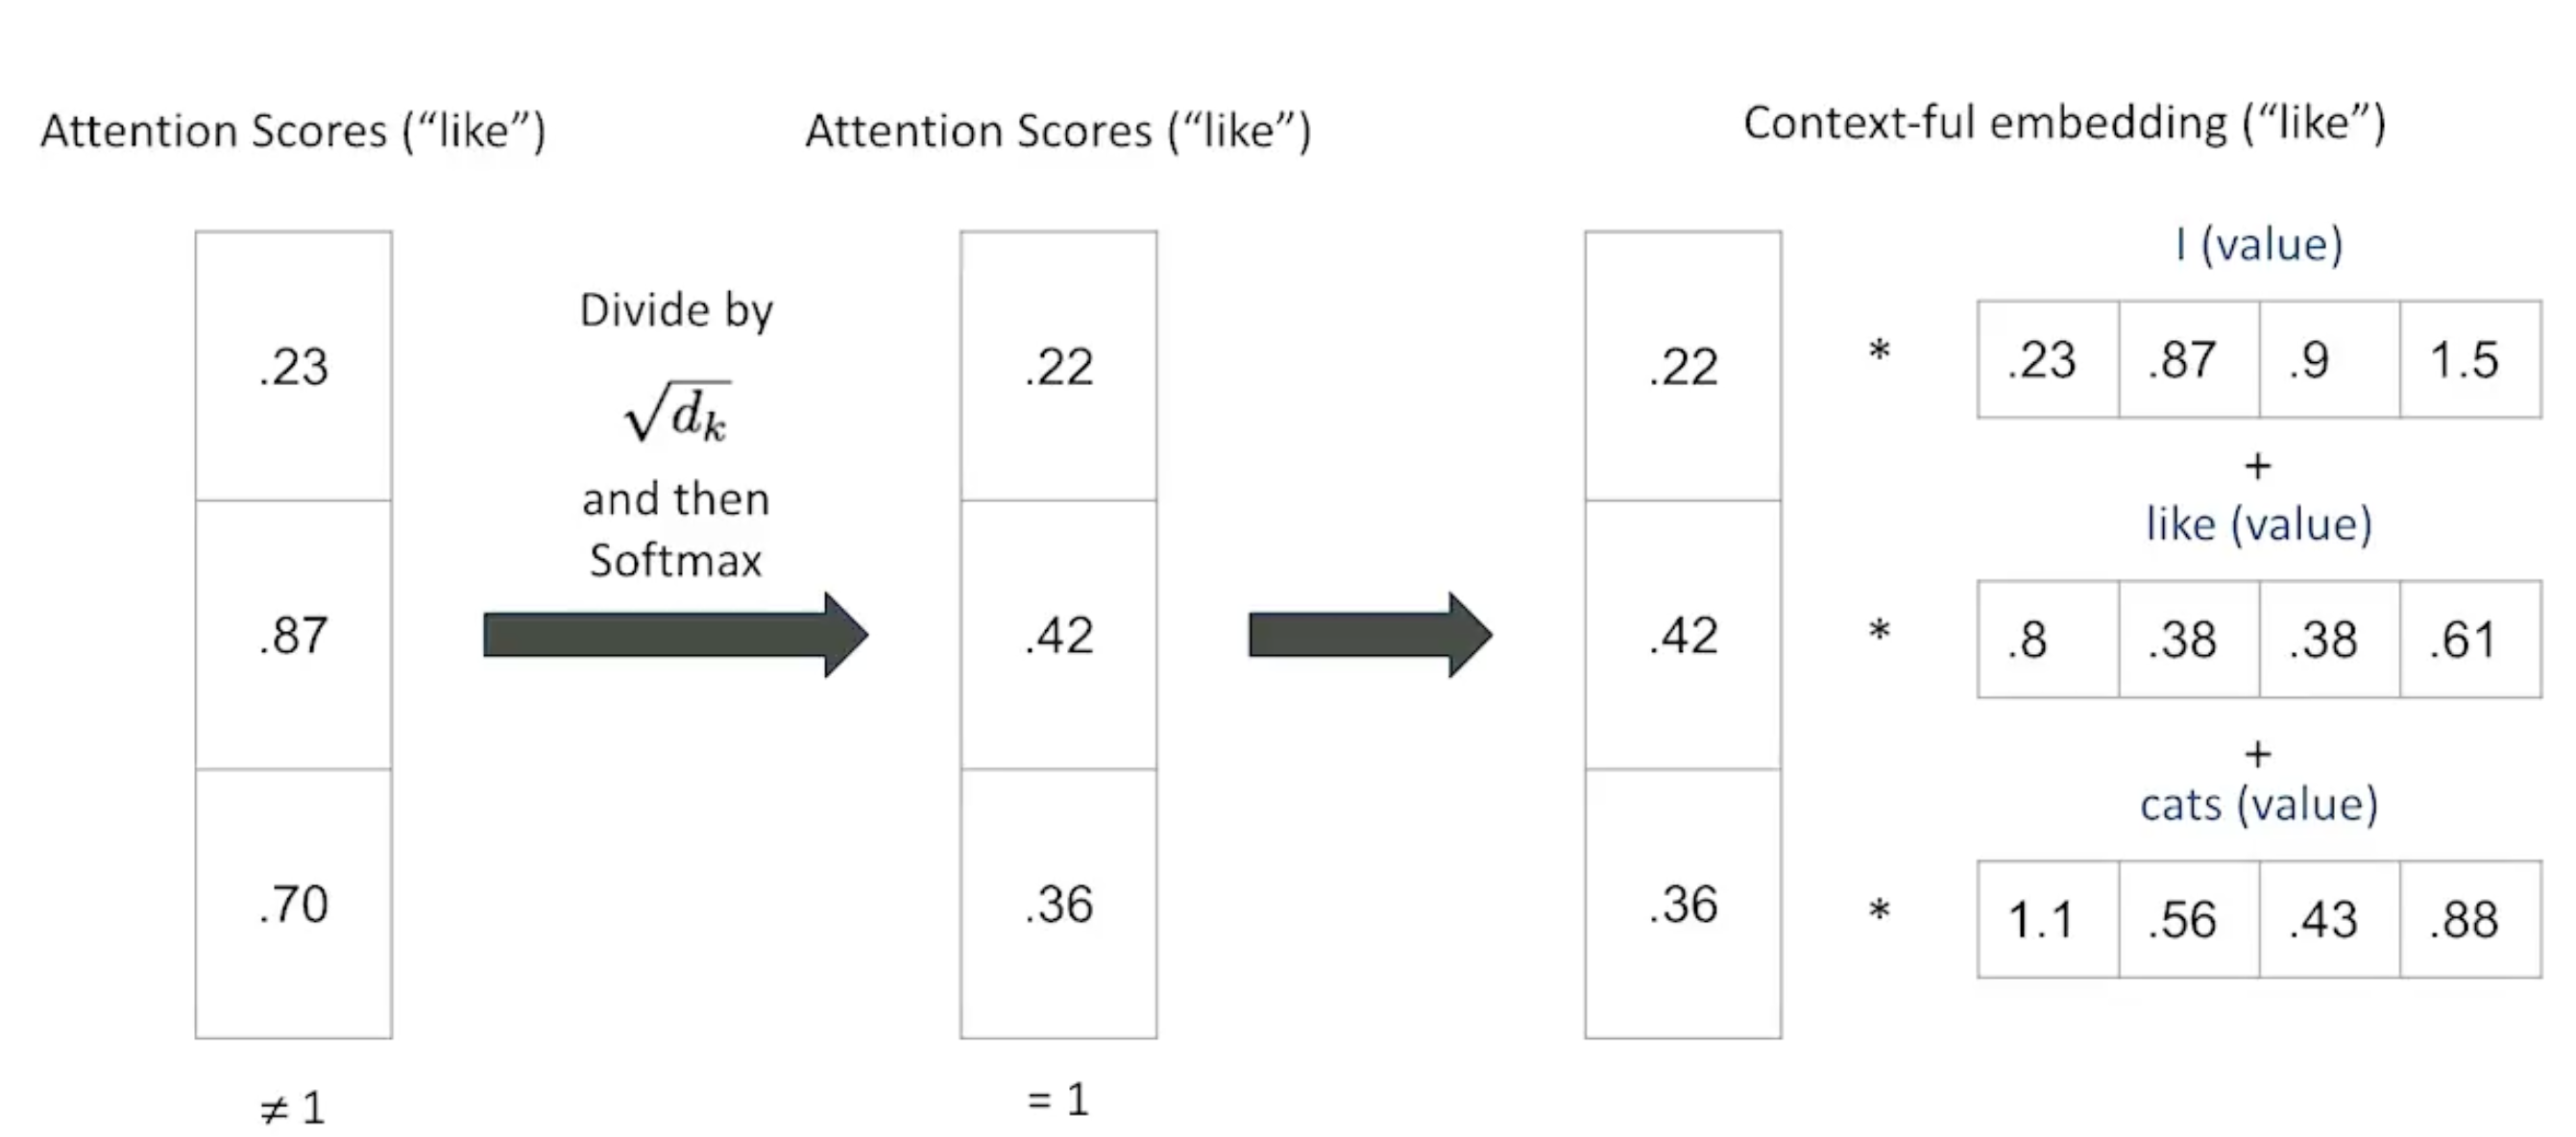 Attention Scores (“like”)
.23
.87
.70
≠ 1
Divide by
√dₖ
and then
Softmax
Attention Scores (“like”)
.22
.42
.36
= 1
Context-ful embedding (“like”)
.22
.42
.36
*
*
*
I (value)
.23 .87 .9 1.5
+
like (value)
.8 .38 .38 .61
+
cats (value)
1.1 .56 .43 .88